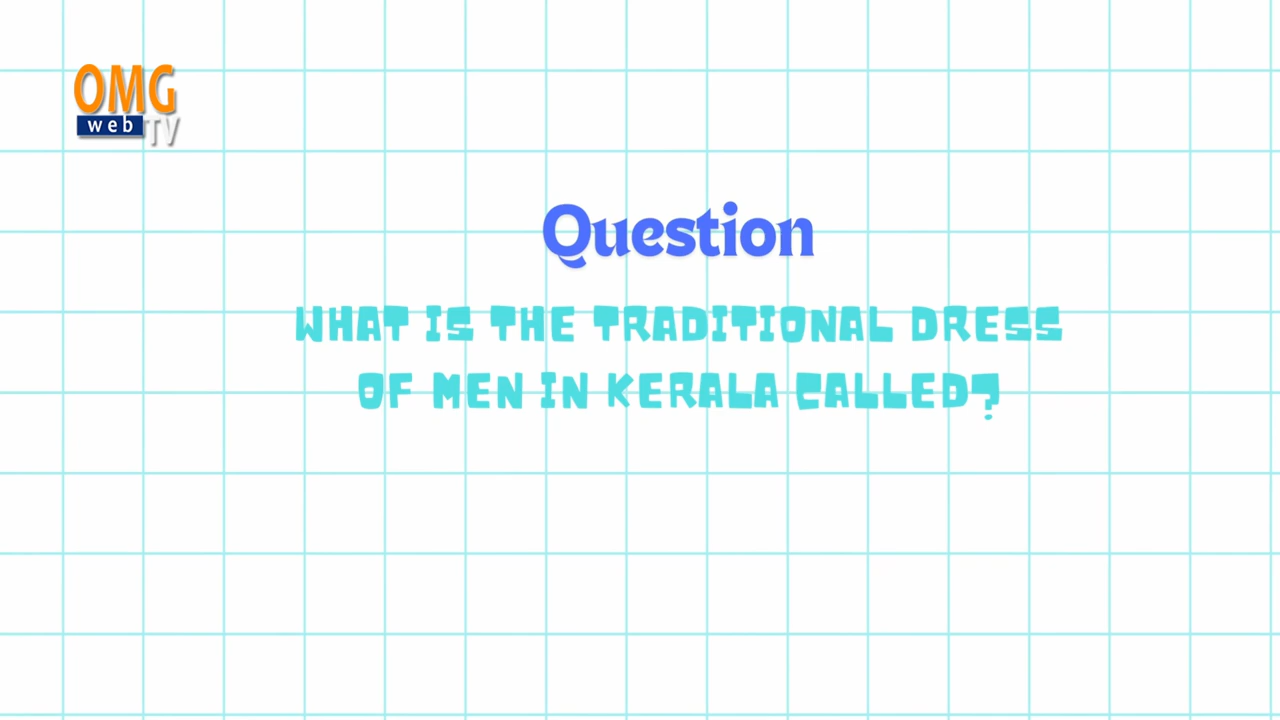 OMG
web TV
Question
WHAT IS THE TRADITIONAL DRESS
OF MEN IN KERALA CALLED?